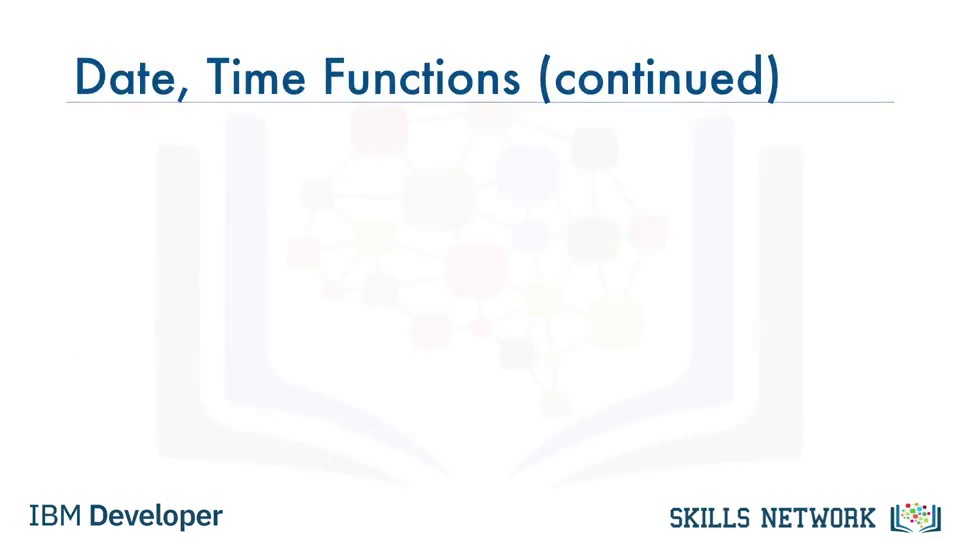 Date, Time Functions (continued)
IBM Developer
SKILLS NETWORK